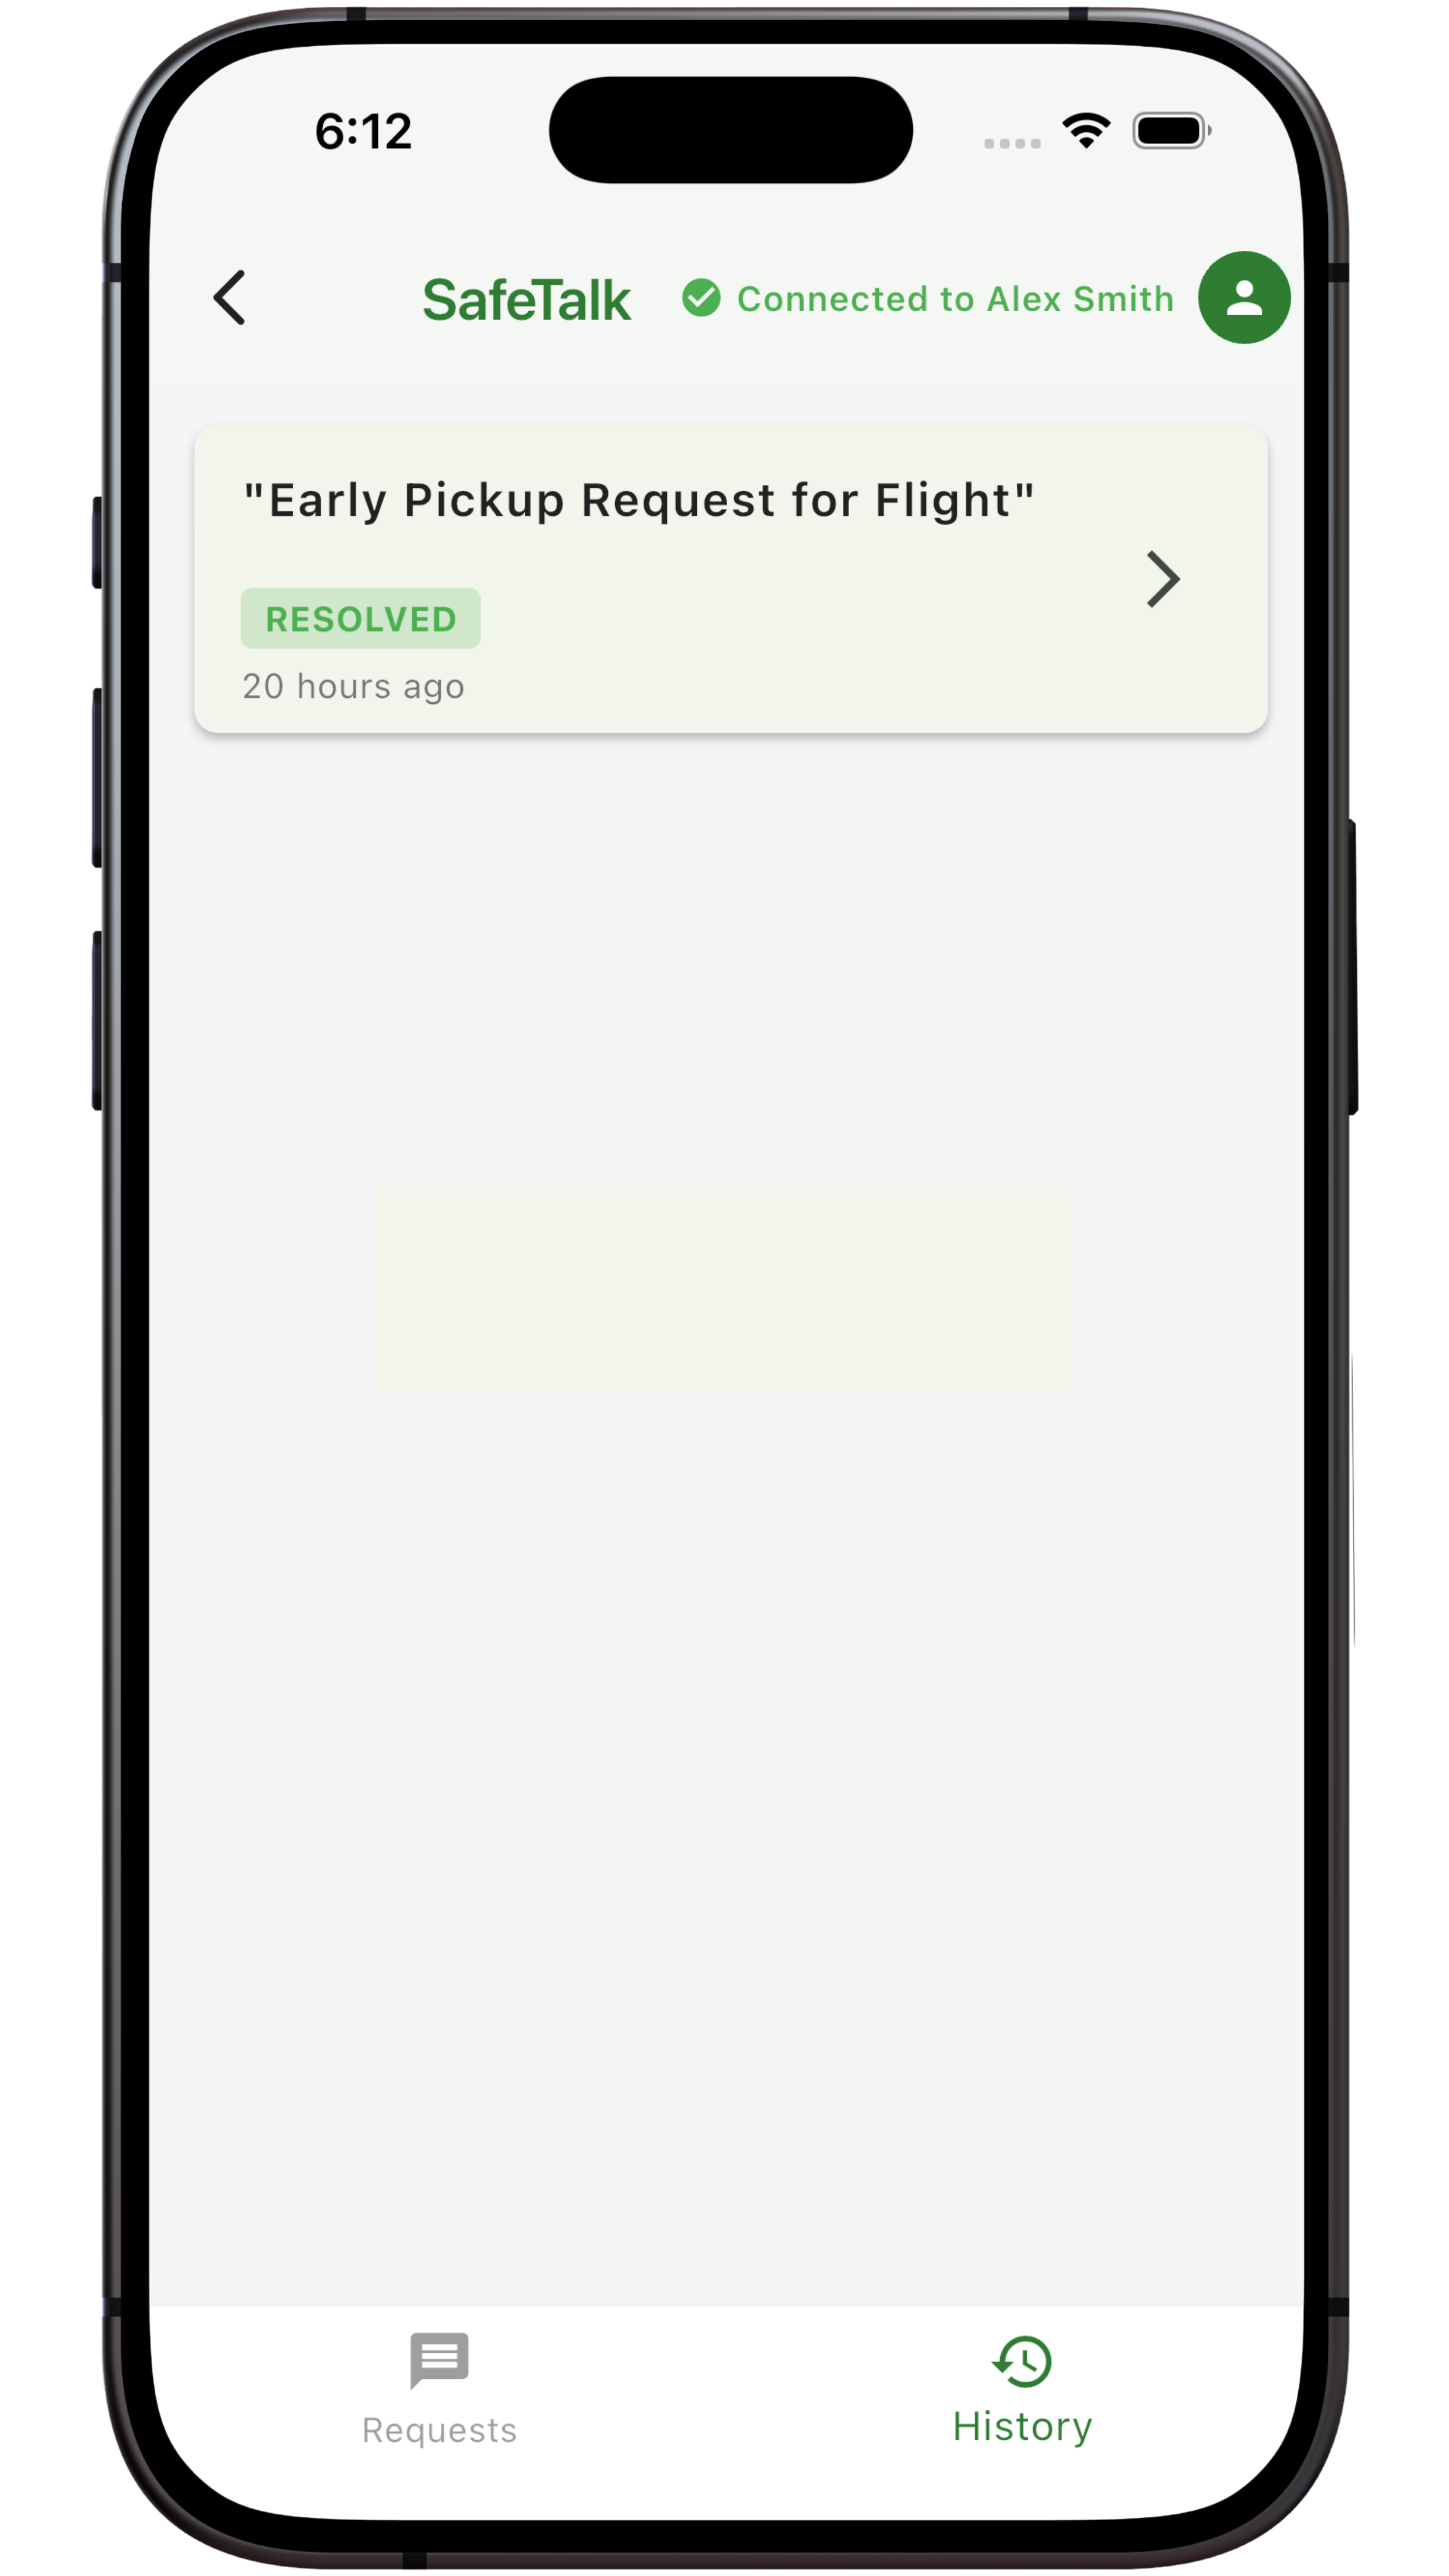 6:12
SafeTalk Connected to Alex Smith
"Early Pickup Request for Flight"
RESOLVED
20 hours ago
Requests History